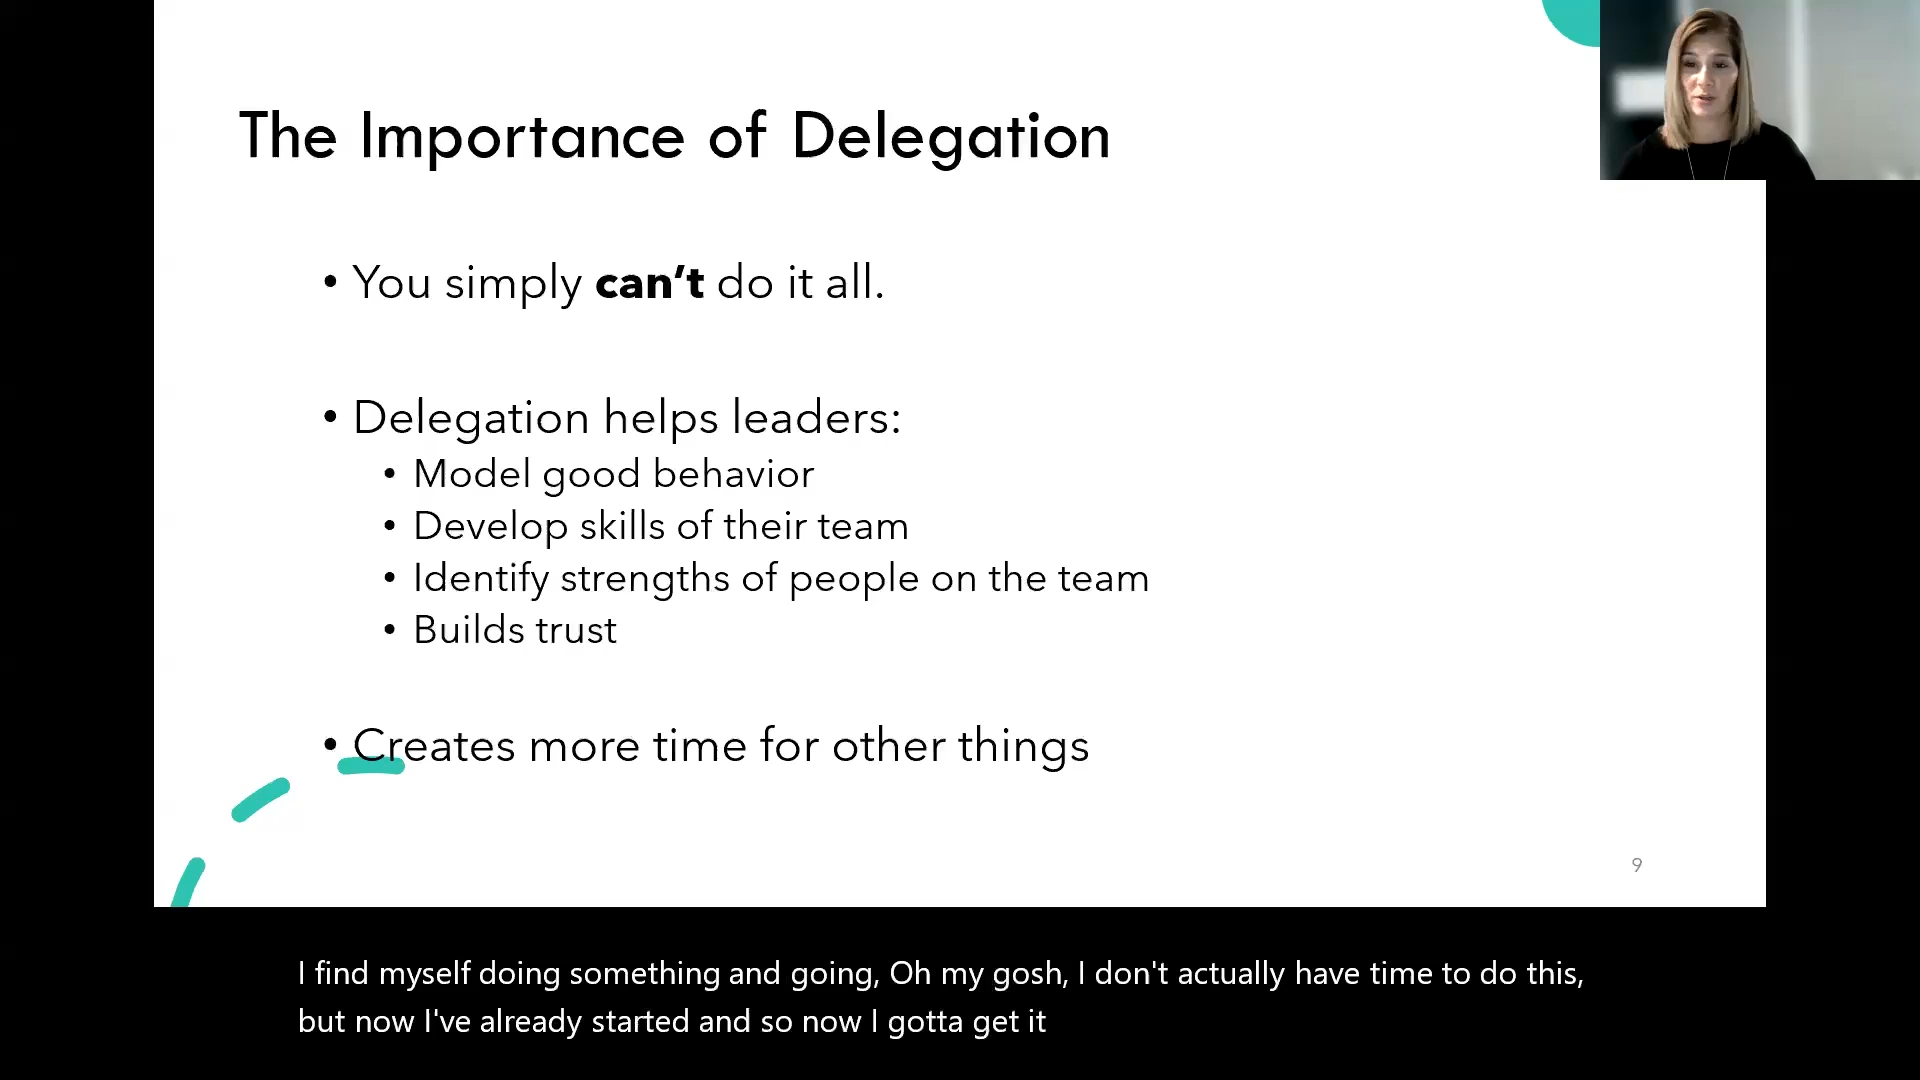 The Importance of Delegation
• You simply can't do it all.
• Delegation helps leaders:
• Model good behavior
• Develop skills of their team
• Identify strengths of people on the team
• Builds trust
• Creates more time for other things
9
I find myself doing something and going, Oh my gosh, I don't actually have time to do this,
but now I've already started and so now I gotta get it